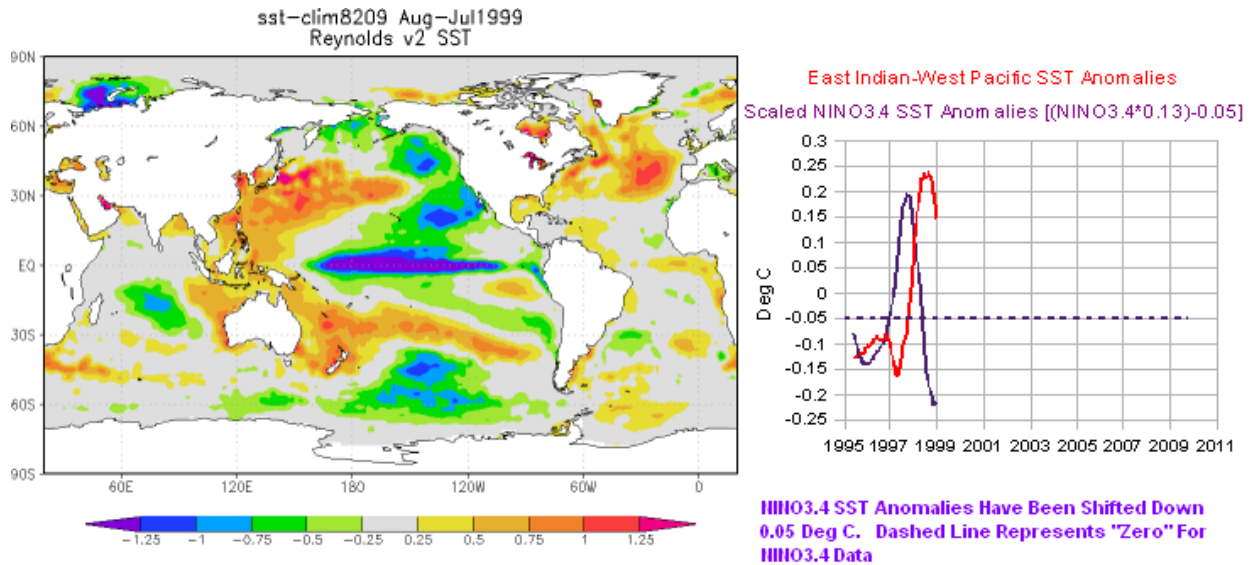 sst-clim8209 Aug-Jul1999
Reynolds v2 SST
90N
60N
30N
EQ
30S
60S
90S
60E 120E 180 120W 60W 0
-1.25 -1 -0.75 -0.5 -0.25 0.25 0.5 0.75 1 1.25
East Indian-West Pacific SST Anomalies
Scaled NINO3.4 SST Anomalies [(NINO3.4*0.13)-0.05]
Deg C
0.3
0.25
0.2
0.15
0.1
0.05
0
-0.05
-0.1
-0.15
-0.2
-0.25
1995 1997 1999 2001 2003 2005 2007 2009 2011
NINO3.4 SST Anomalies Have Been Shifted Down
0.05 Deg C. Dashed Line Represents "Zero" For
NINO3.4 Data